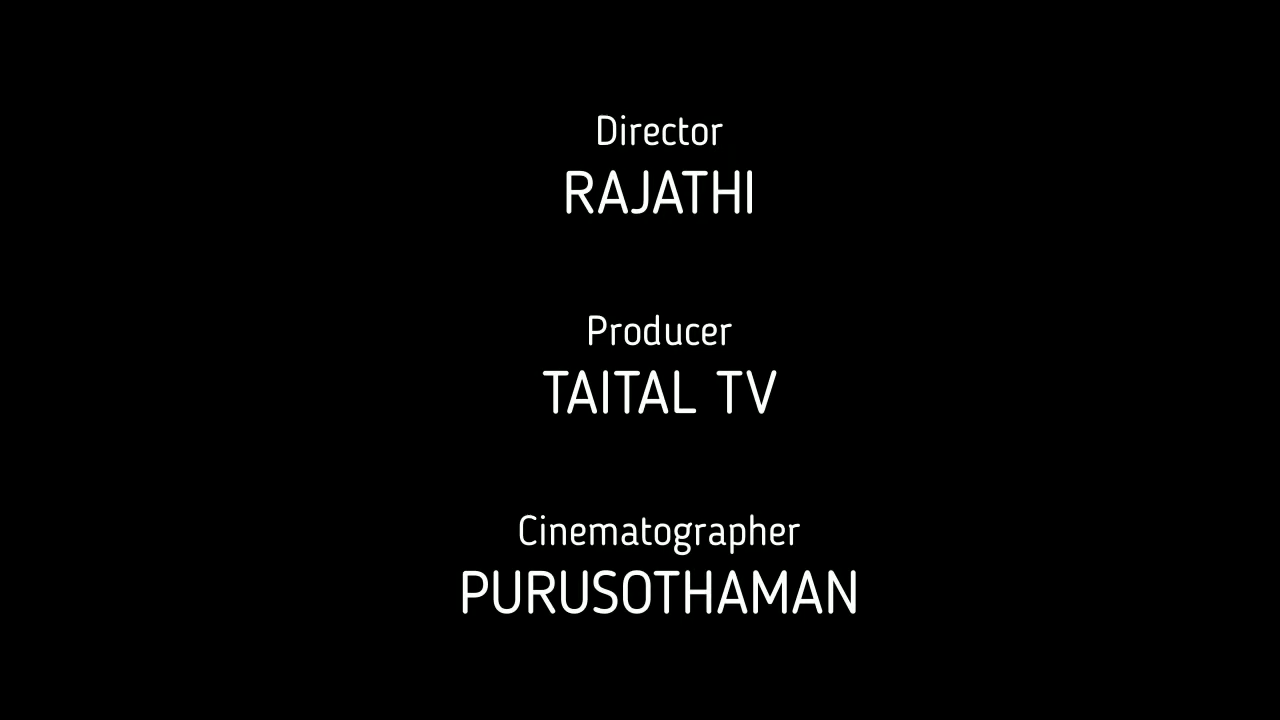 Director
RAJATHI
Producer
TAITAL TV
Cinematographer
PURUSOTHAMAN